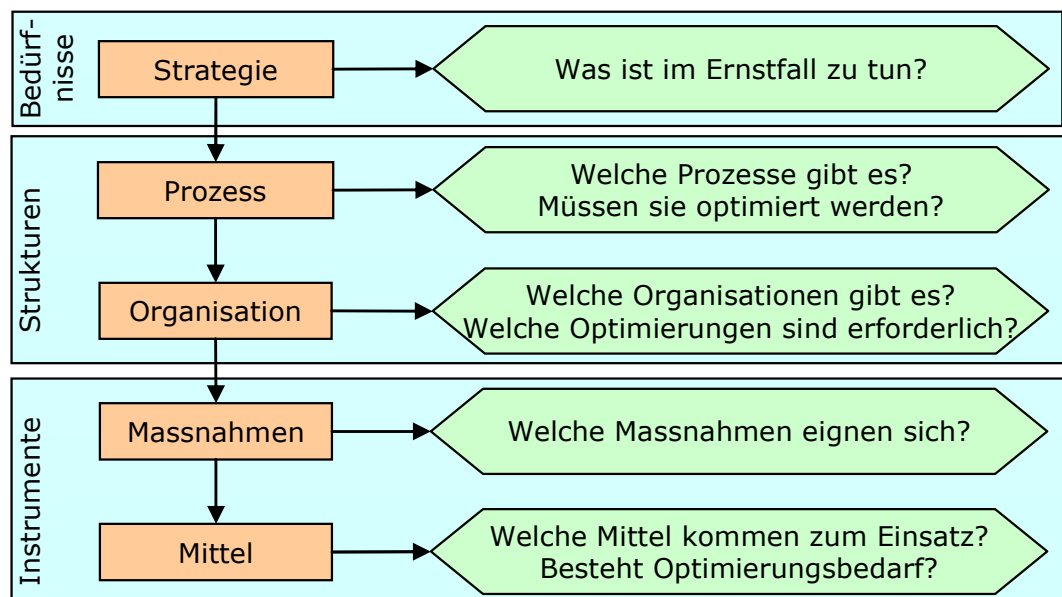 Bedürf-
nisse
Strategie
Was ist im Ernstfall zu tun?
Strukturen
Prozess
Welche Prozesse gibt es?
Müssen sie optimiert werden?
Organisation
Welche Organisationen gibt es?
Welche Optimierungen sind erforderlich?
Instrumente
Massnahmen
Welche Massnahmen eignen sich?
Mittel
Welche Mittel kommen zum Einsatz?
Besteht Optimierungsbedarf?